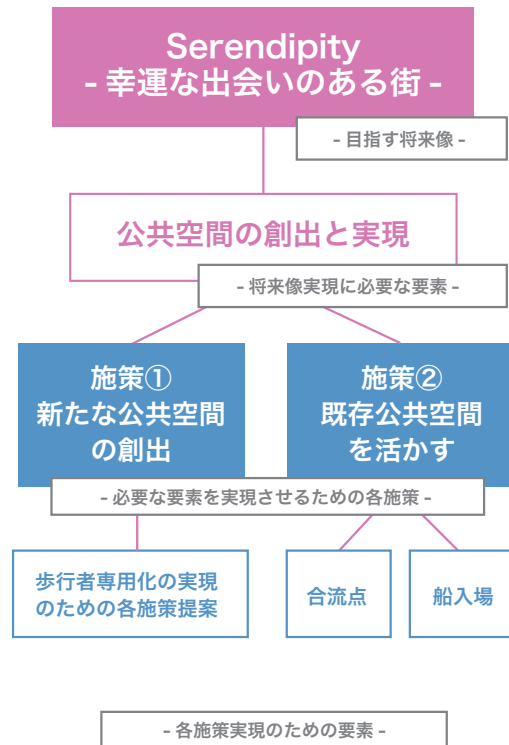 Serendipity
- 幸運な出会いのある街 -
- 目指す将来像 -
公共空間の創出と実現
- 将来像実現に必要な要素 -
施策①
新たな公共空間
の創出
施策②
既存公共空間
を活かす
- 必要な要素を実現させるための各施策 -
歩行者専用化の実現
のための各施策提案
合流点
船入場
- 各施策実現のための要素 -